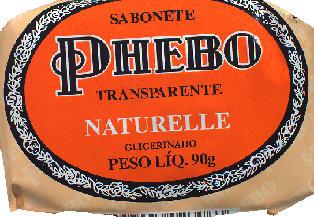 SABONETE
PHEBO
TRANSPARENTE
NATURELLE
GLICERINADO
PESO LÍQ. 90g